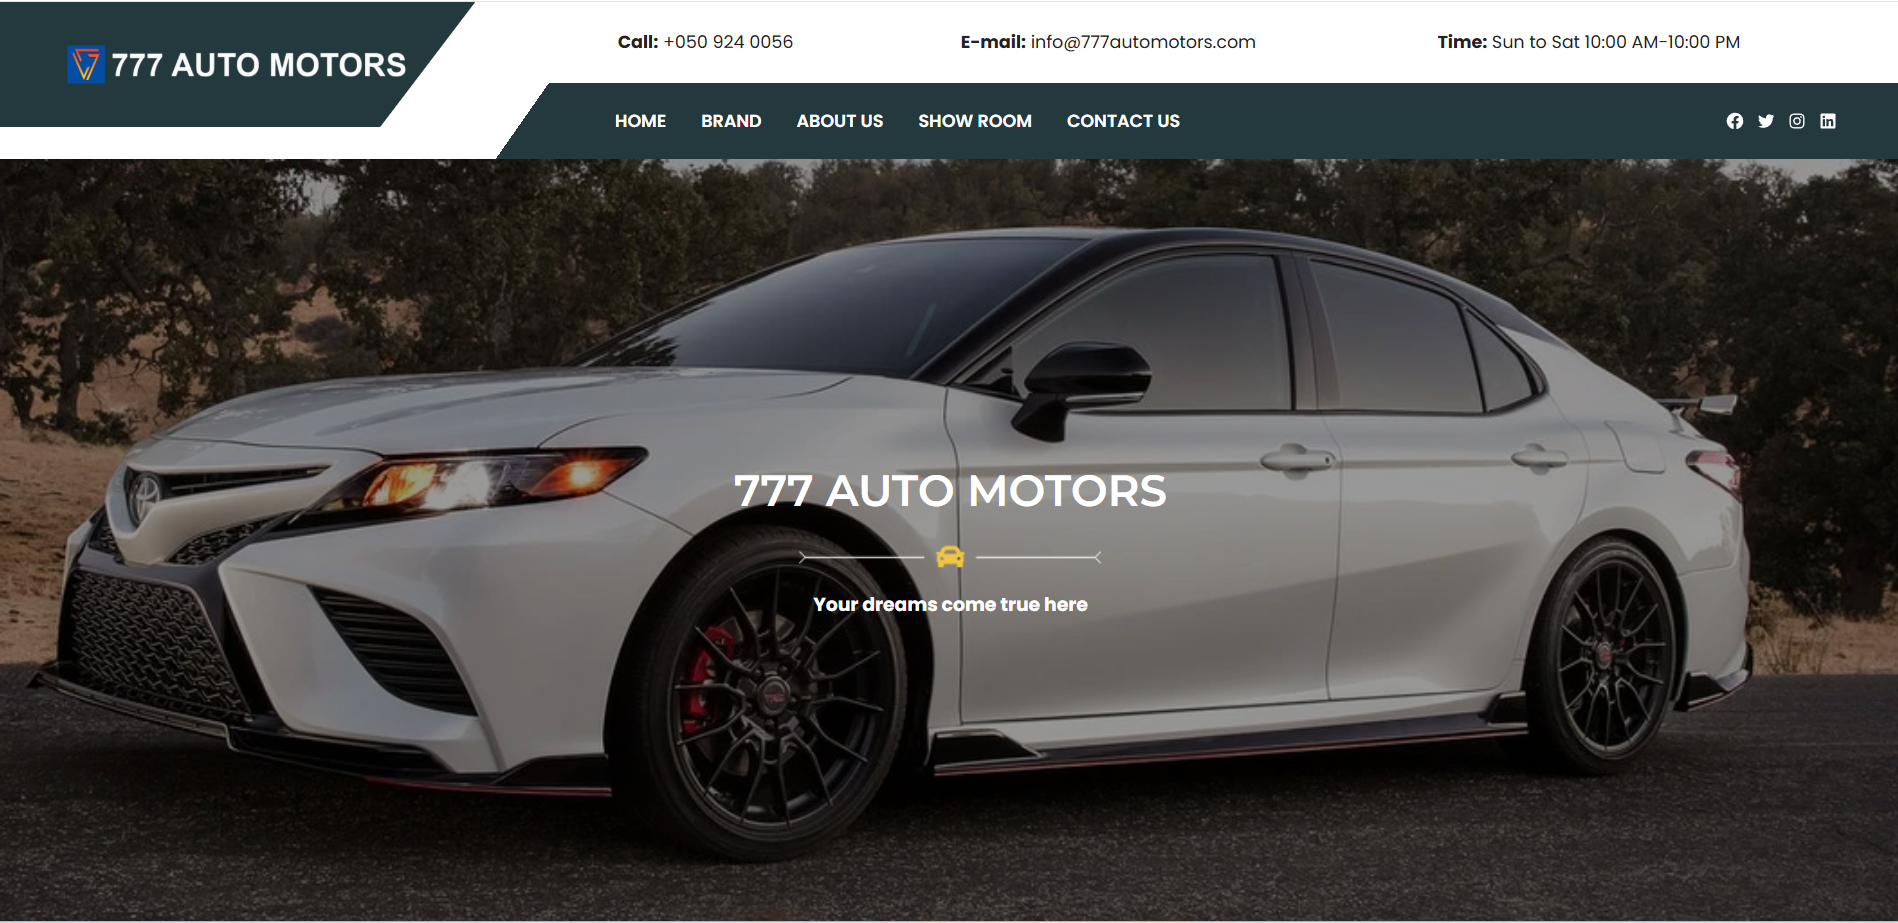 777 AUTO MOTORS
Call: +050 924 0056
E-mail: info@777automotors.com
Time: Sun to Sat 10:00 AM-10:00 PM
HOME
BRAND
ABOUT US
SHOW ROOM
CONTACT US
777 AUTO MOTORS
Your dreams come true here